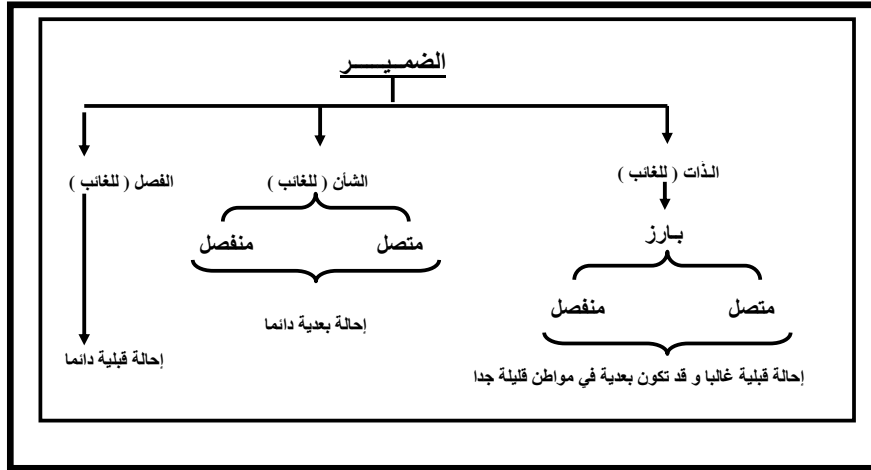 الضمـيـــــر
الذات ( للغائب )
الشأن ( للغائب )
الفصل ( للغائب )
بـارز
متصل
منفصل
متصل
منفصل
إحالة قبلية غالبا و قد تكون بعدية في مواطن قليلة جدا
إحالة بعدية دائما
إحالة قبلية دائما